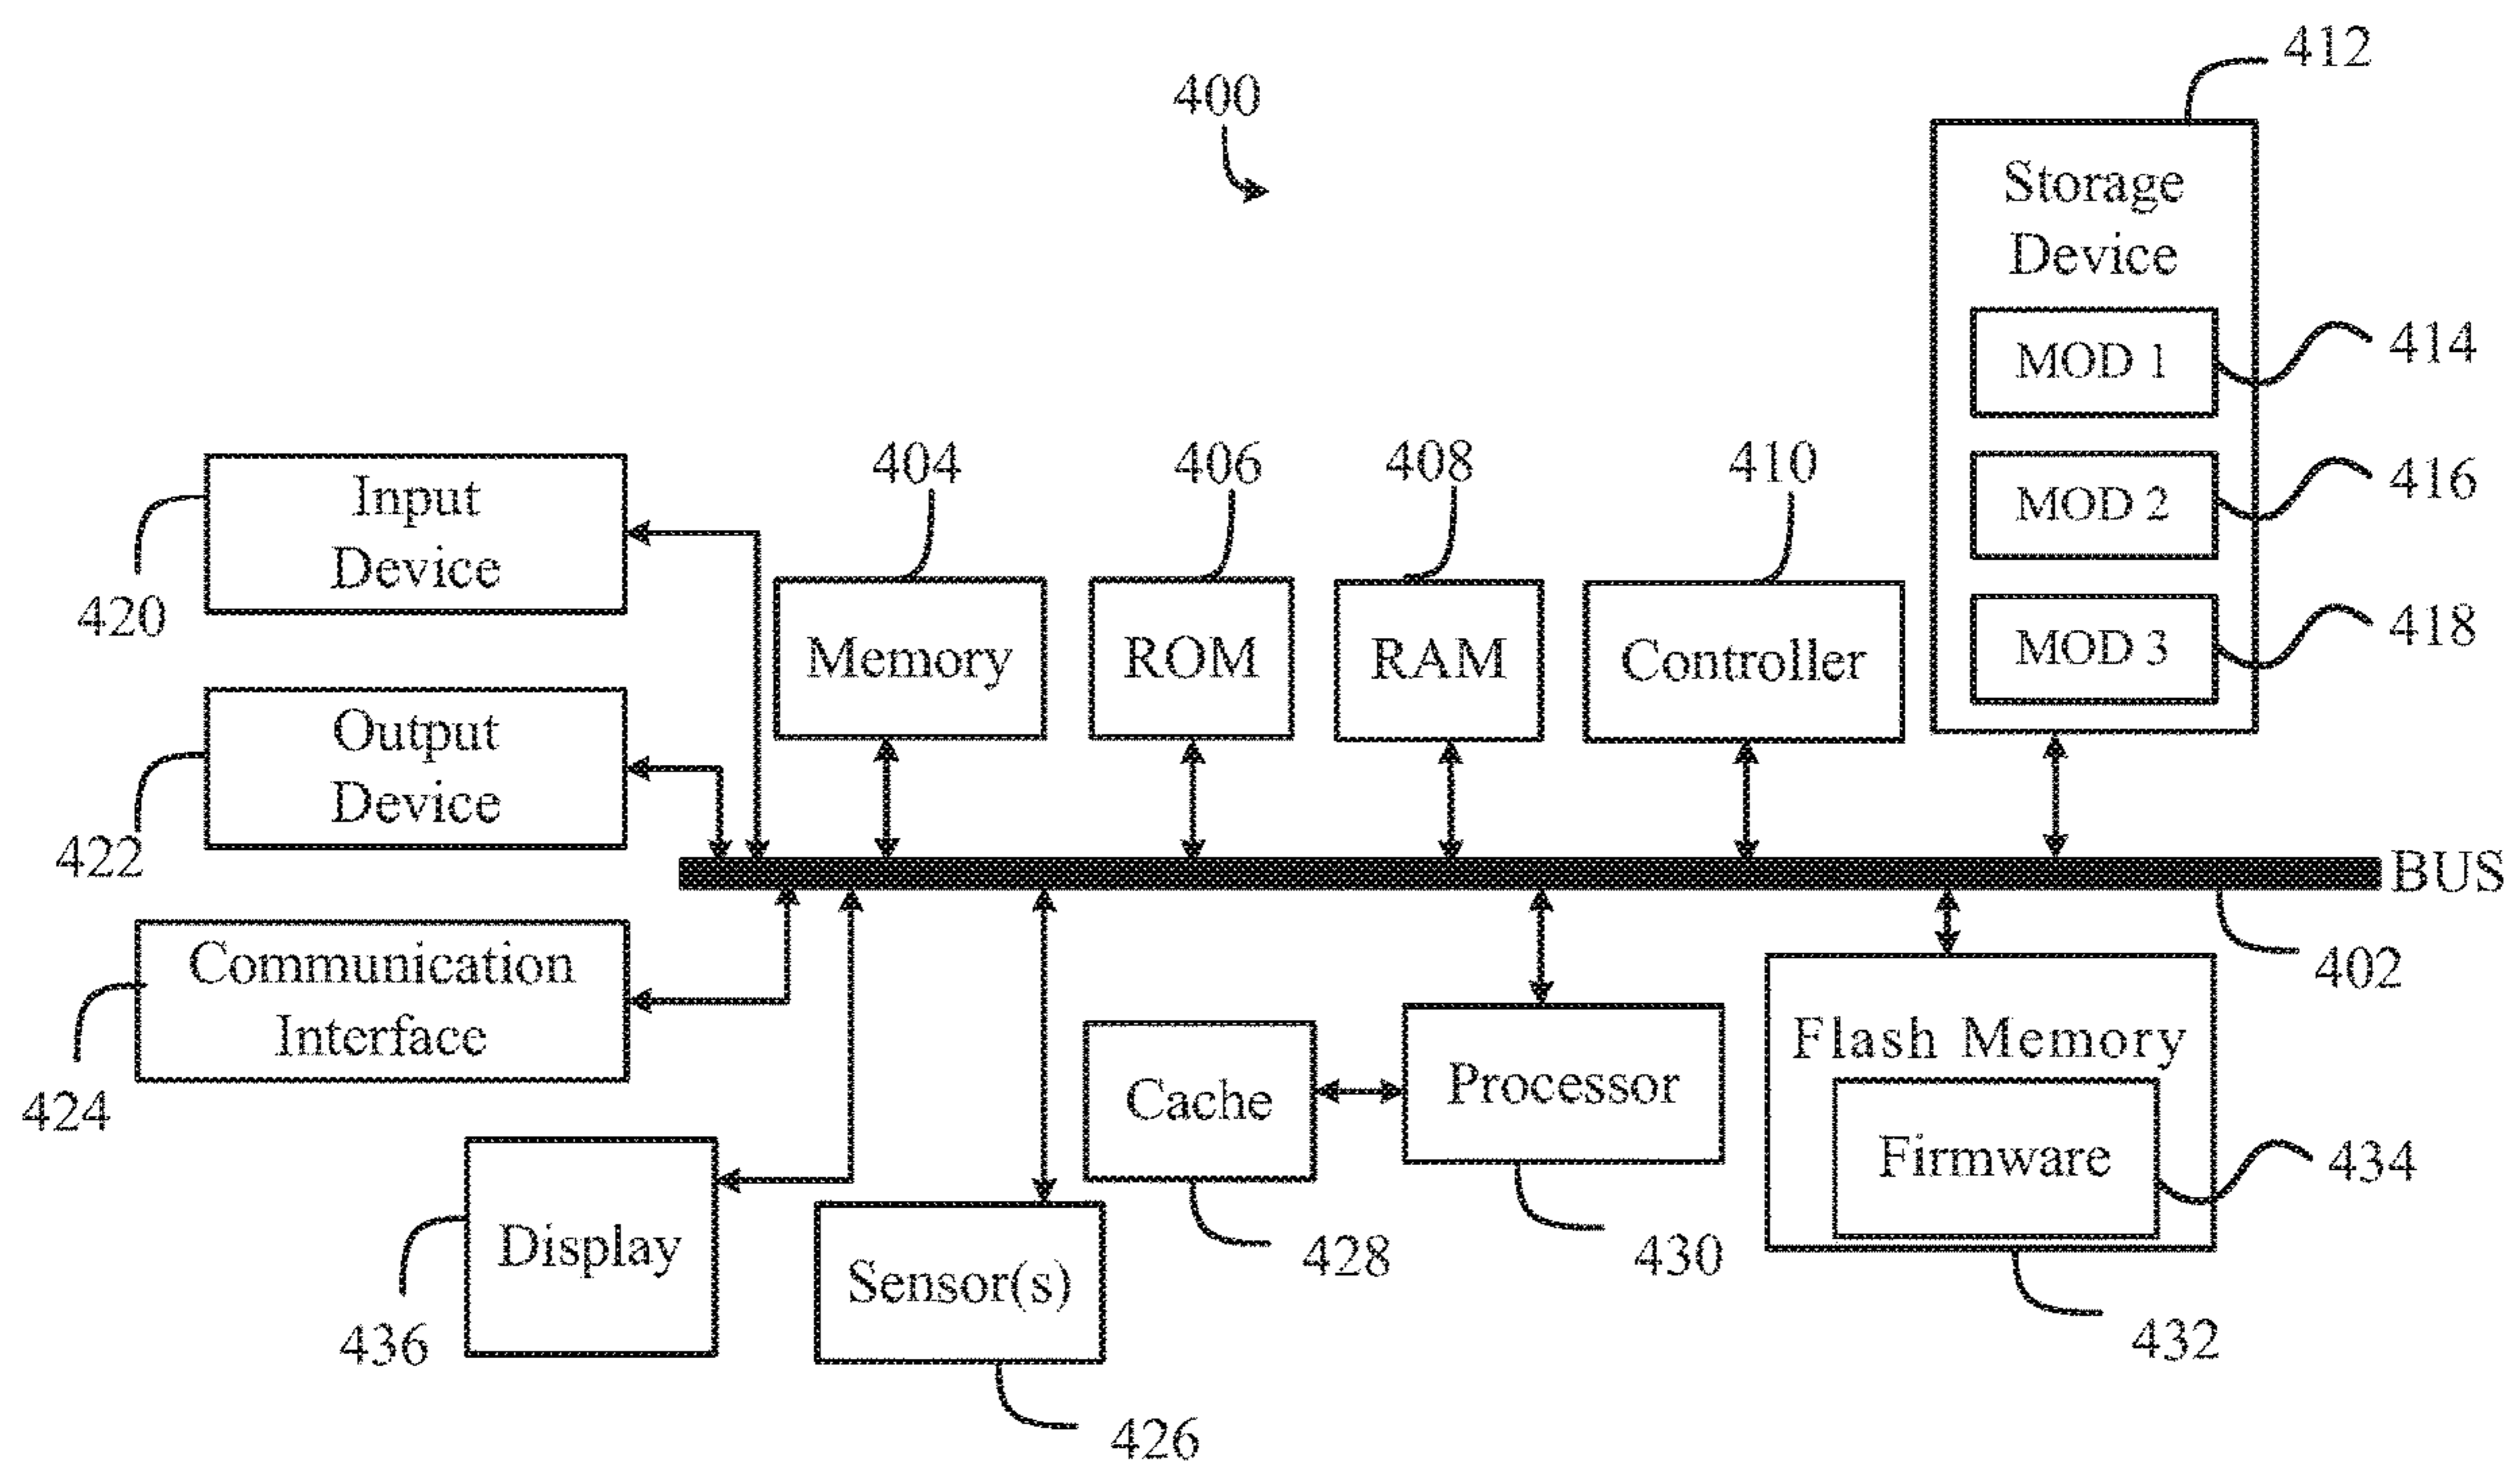 412
400
Storage
Device
MOD 1
414
MOD 2
416
MOD 3
418
404
406
408
410
Input
Device
420
Memory
ROM
RAM
Controller
Output
Device
422
BUS
402
Communication
Interface
424
Flash Memory
Firmware
434
432
Cache
428
Processor
430
Display
436
Sensor(s)
426